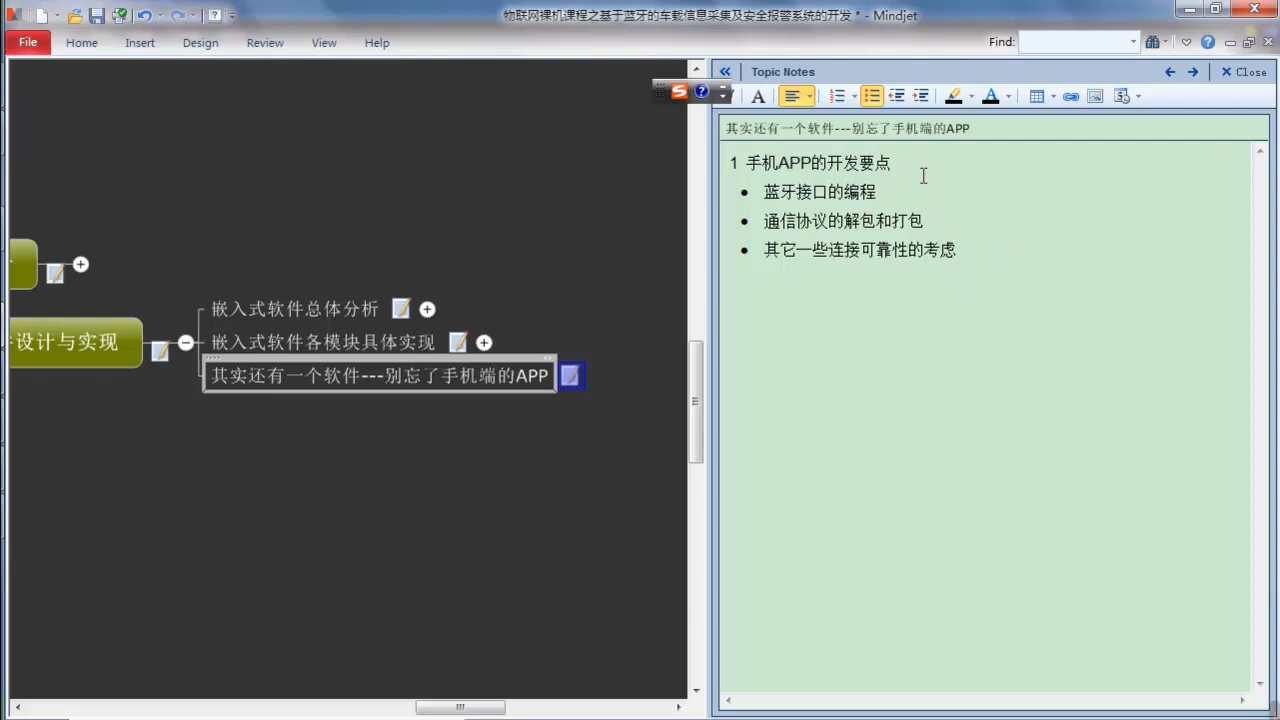 物联网裸机课程之基于蓝牙的车载信息采集及安全报警系统的开发 * - Mindjet
File Home Insert Design Review View Help Find:
Topic Notes Close
其实还有一个软件---别忘了手机端的APP
1 手机APP的开发要点
• 蓝牙接口的编程
• 通信协议的解包和打包
• 其它一些连接可靠性的考虑
嵌入式软件总体分析
设计与实现
嵌入式软件各模块具体实现
其实还有一个软件---别忘了手机端的APP